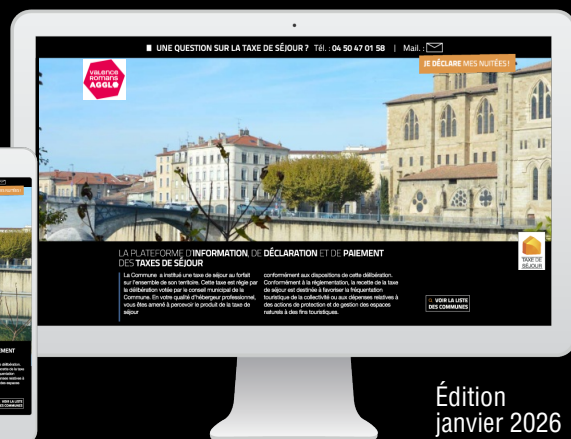 UNE QUESTION SUR LA TAXE DE SÉJOUR ? Tél. : 04 50 47 01 58 | Mail. :
JE DÉCLARE MES NUITÉES !
valence
Romans
AGGLO
LA PLATEFORME D'INFORMATION, DE DÉCLARATION ET DE PAIEMENT
DES TAXES DE SÉJOUR
La Commune a institué une taxe de séjour au forfait
sur l'ensemble de son territoire. Cette taxe est régie par
la délibération votée par le conseil municipal de la
Commune. En votre qualité d'hébergeur professionnel,
vous êtes amené à percevoir le produit de la taxe de
séjour
conformément aux dispositions de cette délibération.
Conformément à la réglementation, la recette de la taxe
de séjour est destinée à favoriser la fréquentation
touristique de la collectivité ou aux dépenses relatives à
des actions de protection et de gestion des espaces
naturels à des fins touristiques.
TAXE DE
SÉJOUR
VOIR LA LISTE
DES COMMUNES
EMENT
VOIR LA LISTE
DES COMMUNES
Édition
janvier 2026